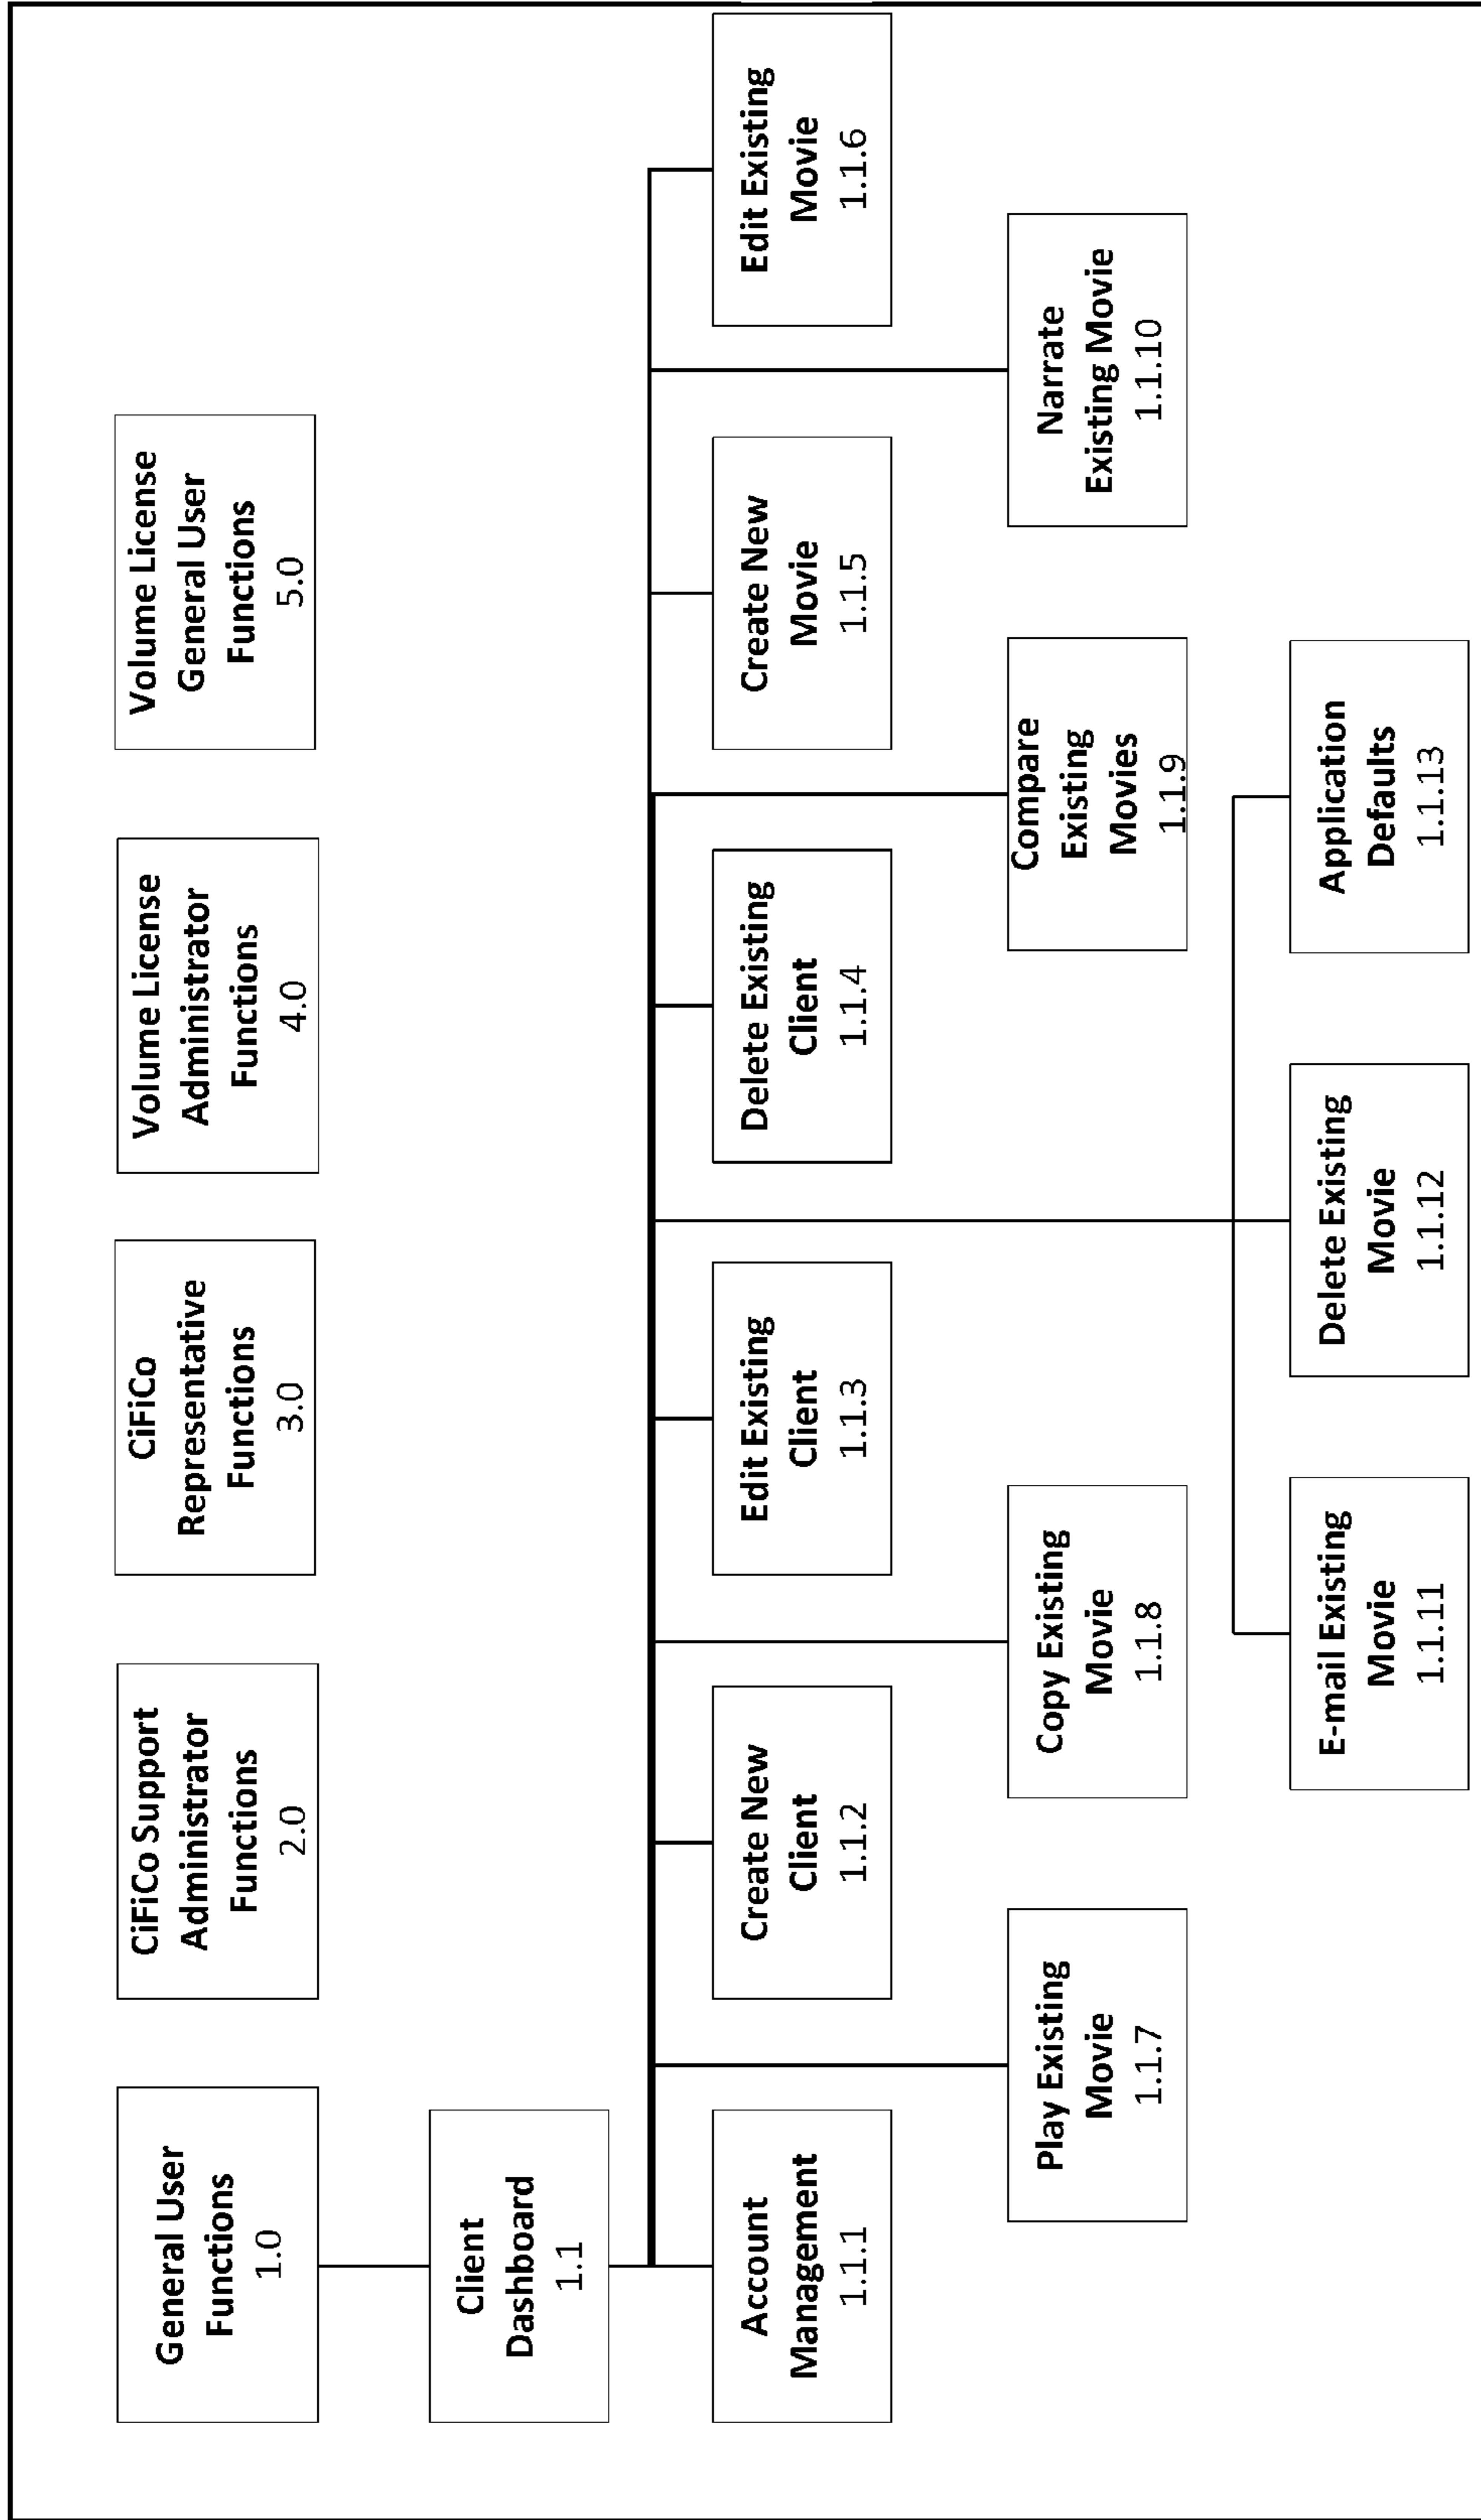 General User
Functions
1.0
CiFiCo Support
Administrator
Functions
2.0
CiFiCo
Representative
Functions
3.0
Volume License
Administrator
Functions
4.0
Volume License
General User
Functions
5.0
Client
Dashboard
1.1
Account
Management
1.1.1
Create New
Client
1.1.2
Edit Existing
Client
1.1.3
Delete Existing
Client
1.1.4
Create New
Movie
1.1.5
Edit Existing
Movie
1.1.6
Play Existing
Movie
1.1.7
Copy Existing
Movie
1.1.8
Compare
Existing
Movies
1.1.9
Narrate
Existing Movie
1.1.10
E-mail Existing
Movie
1.1.11
Delete Existing
Movie
1.1.12
Application
Defaults
1.1.13